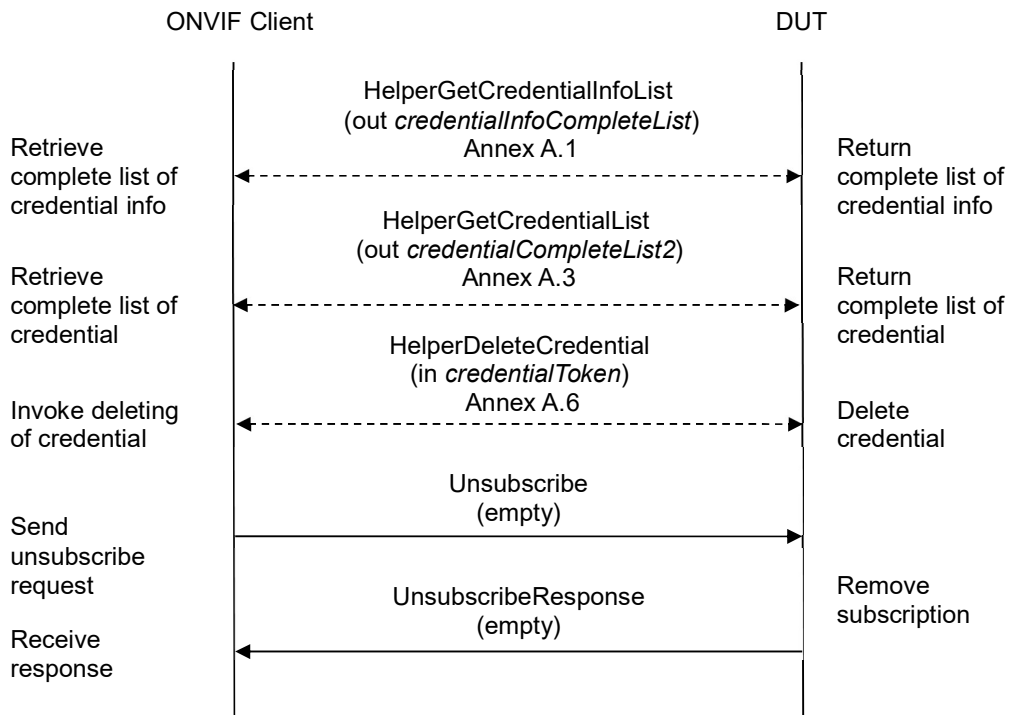 ONVIF Client
DUT
HelperGetCredentialInfoList
(out credentialInfoCompleteList)
Annex A.1
Retrieve
complete list of
credential info
Return
complete list of
credential info
HelperGetCredentialList
(out credentialCompleteList2)
Annex A.3
Retrieve
complete list of
credential
Return
complete list of
credential
HelperDeleteCredential
(in credentialToken)
Annex A.6
Invoke deleting
of credential
Delete
credential
Unsubscribe
(empty)
Send
unsubscribe
request
UnsubscribeResponse
(empty)
Remove
subscription
Receive
response